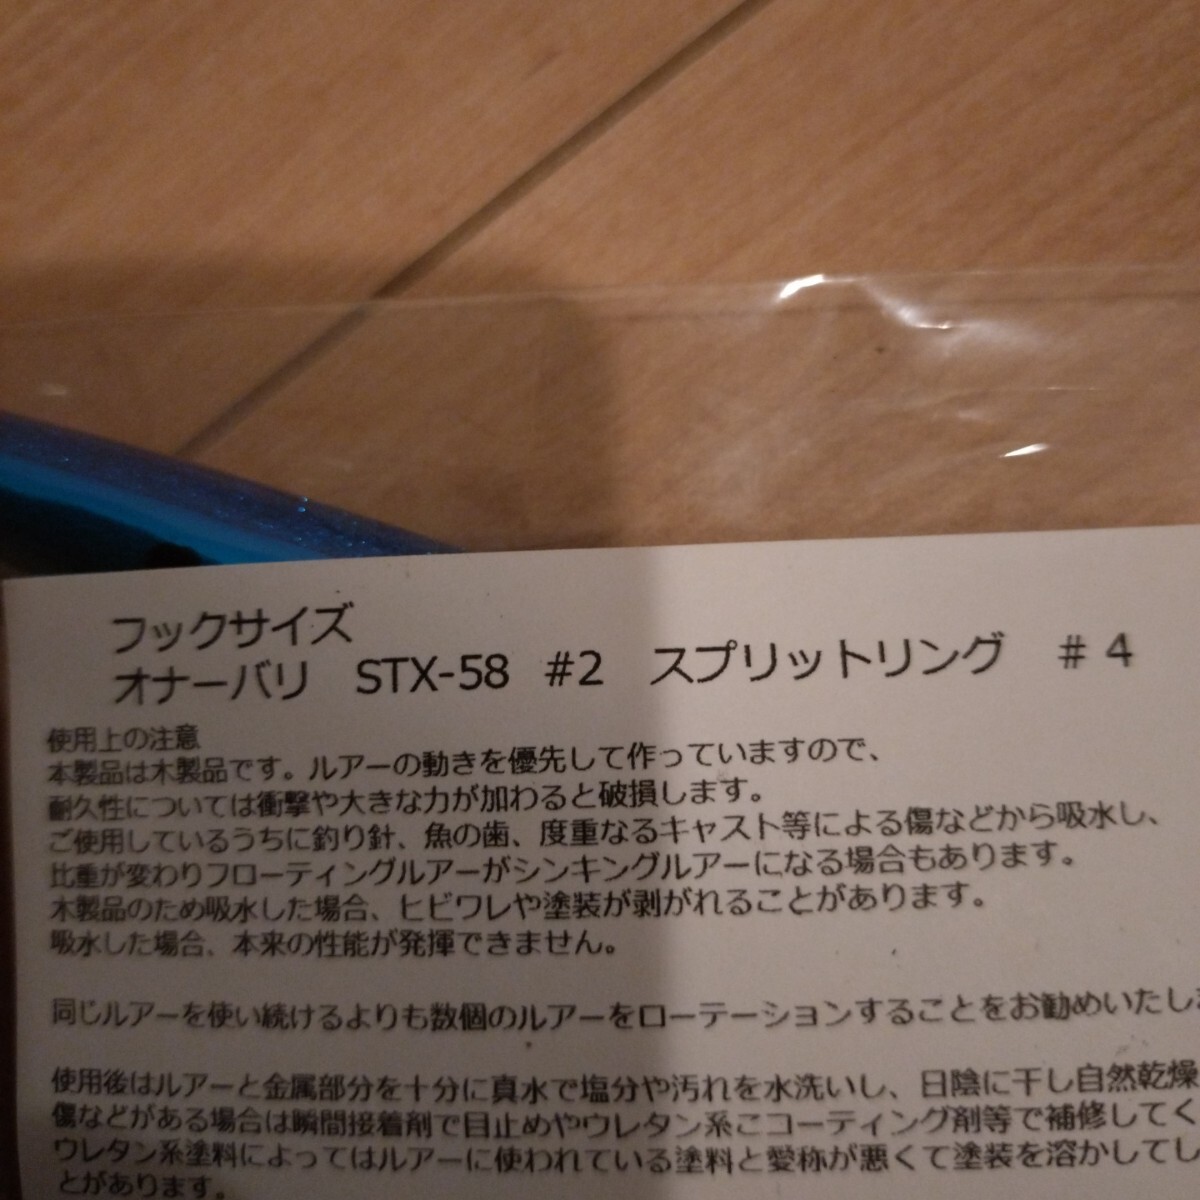 フックサイズ
オナーバリ STX-58 #2 スプリットリング #4
使用上の注意
本製品は木製品です。ルアーの動きを優先して作っていますので、
耐久性については衝撃や大きな力が加わると破損します。
ご使用しているうちに釣り針、魚の歯、度重なるキャスト等による傷などから吸水し、
比重が変わりフローティングルアーがシンキングルアーになる場合もあります。
木製品のため吸水した場合、ヒビワレや塗装が剥がれることがあります。
吸水した場合、本来の性能が発揮できません。
同じルアーを使い続けるよりも数個のルアーをローテーションすることをお勧めいたしま
使用後はルアーと金属部分を十分に真水で塩分や汚れを水洗いし、日陰に干し自然乾燥
傷などがある場合は瞬間接着剤で目止めやウレタン系こコーティング剤等で補修してく
ウレタン系塗料によってはルアーに使われている塗料と愛称が悪くて塗装を溶かしてし
とがあります。